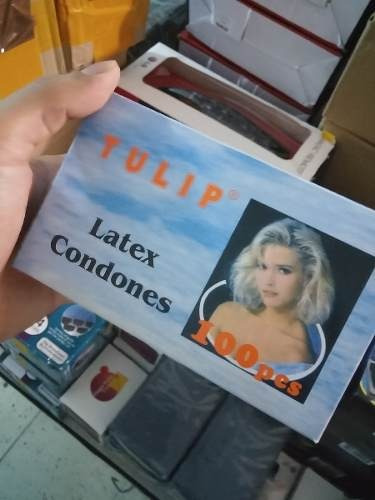 TULIP®
Latex
Condones
100pcs